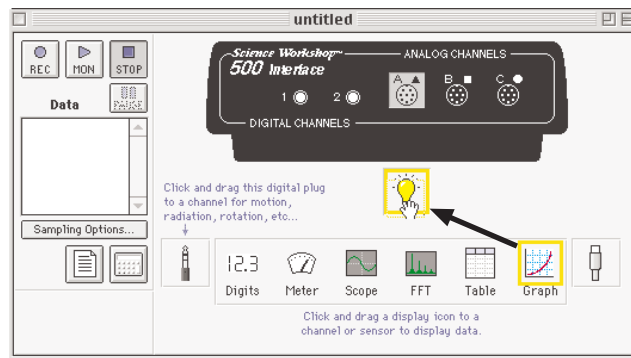 untitled
REC MON STOP
Data PAUSE
Sampling Options...
Science Workshop™
500 Interface
ANALOG CHANNELS
A B C
1 2
DIGITAL CHANNELS
Click and drag this digital plug
to a channel for motion,
radiation, rotation, etc...
12.3
Digits Meter Scope FFT Table Graph
Click and drag a display icon to a
channel or sensor to display data.